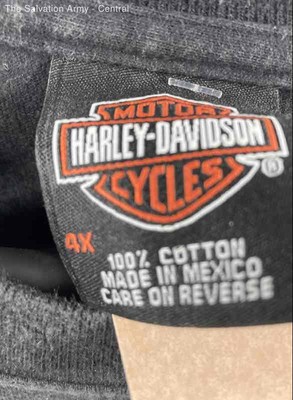 The Salvation Army - Central
MOTOR
HARLEY-DAVIDSON
CYCLES
®
4X
100% COTTON
MADE IN MEXICO
CARE ON REVERSE